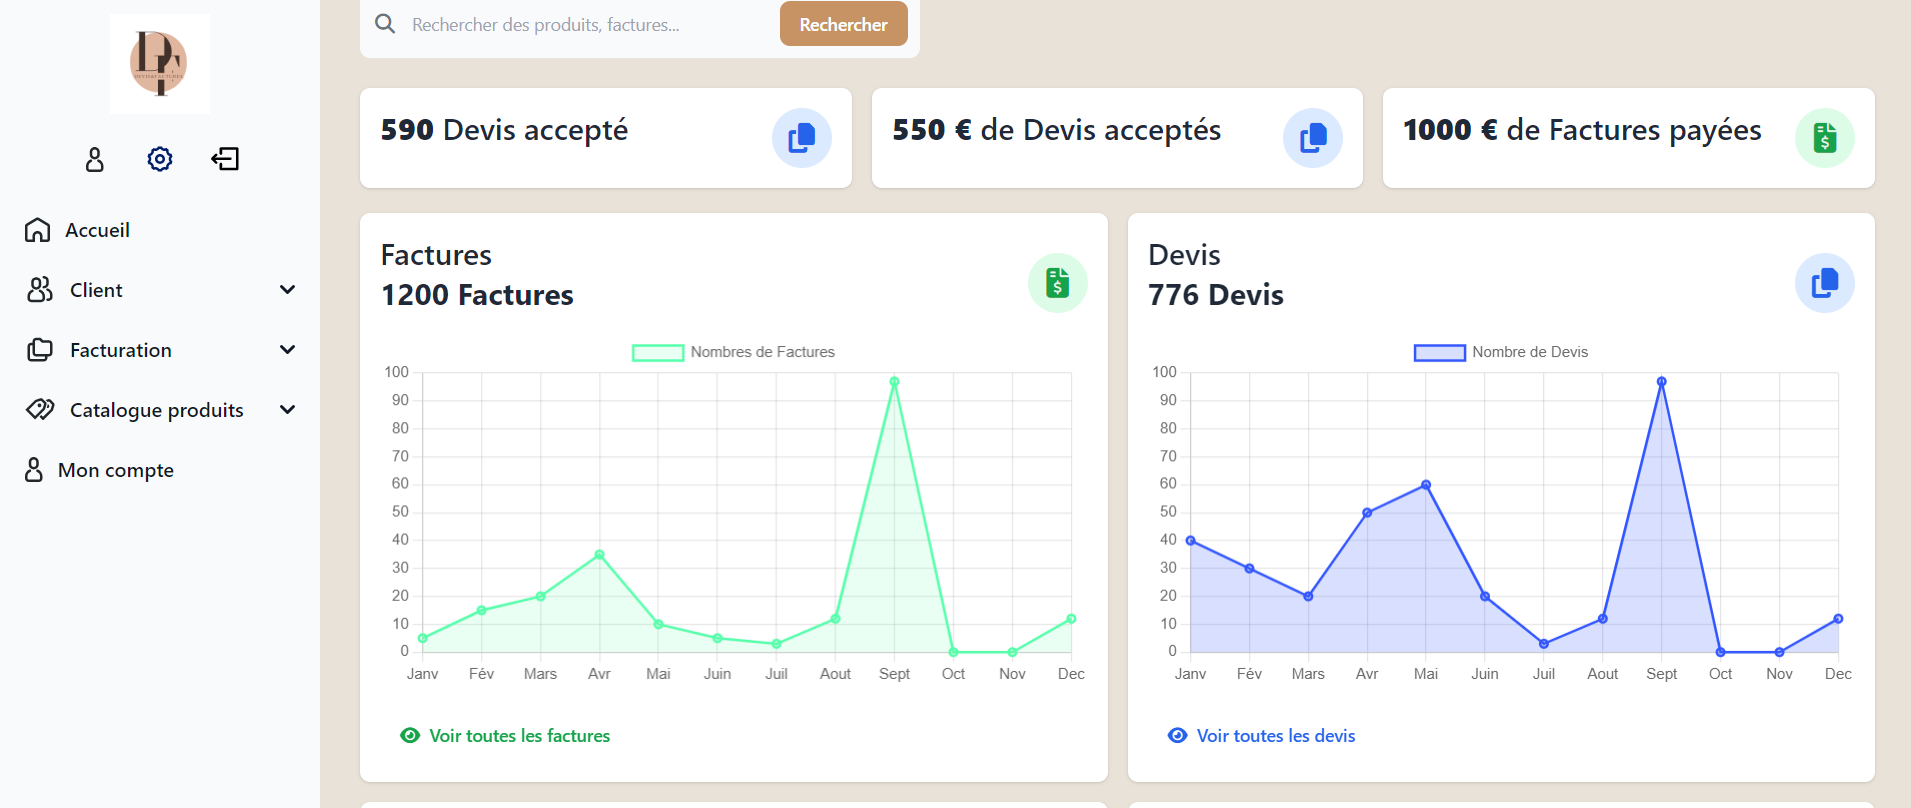 Rechercher des produits, factures...
Rechercher
DEVIS&FACTURES
Accueil
Client
Facturation
Catalogue produits
Mon compte
590 Devis accepté
550 € de Devis acceptés
1000 € de Factures payées
Factures
1200 Factures
Nombres de Factures
100
90
80
70
60
50
40
30
20
10
0
Janv Fév Mars Avr Mai Juin Juil Aout Sept Oct Nov Dec
Voir toutes les factures
Devis
776 Devis
Nombre de Devis
100
90
80
70
60
50
40
30
20
10
0
Janv Fév Mars Avr Mai Juin Juil Aout Sept Oct Nov Dec
Voir toutes les devis